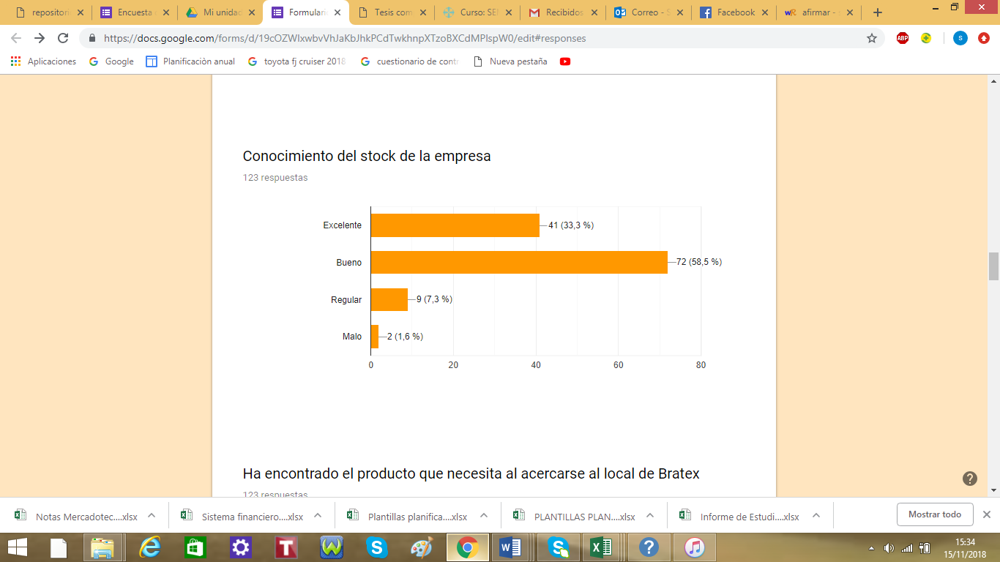 repositori
Encuesta
Mi unidad
Formulari
Tesis com
Curso: SE
Recibidos
Correo - S
Facebook
afirmar -
https://docs.google.com/forms/d/19cOZWlxwbvVhJaKbJhkPCdTwkhnpXTzoBXCdMPlspW0/edit#responses
ABP
S
Aplicaciones
Google
Planificaciòn anual
toyota fj cruiser 2018
cuestionario de contr
Nueva pestaña
Conocimiento del stock de la empresa
123 respuestas
Excelente
41 (33,3 %)
Bueno
72 (58,5 %)
Regular
9 (7,3 %)
Malo
2 (1,6 %)
0 20 40 60 80
Ha encontrado el producto que necesita al acercarse al local de Bratex
123 respuestas
Notas Mercadotec....xlsx
Sistema financiero....xlsx
Plantillas planifica....xlsx
PLANTILLAS PLAN....xlsx
Informe de Estudi....xlsx
Mostrar todo
15:34
15/11/2018